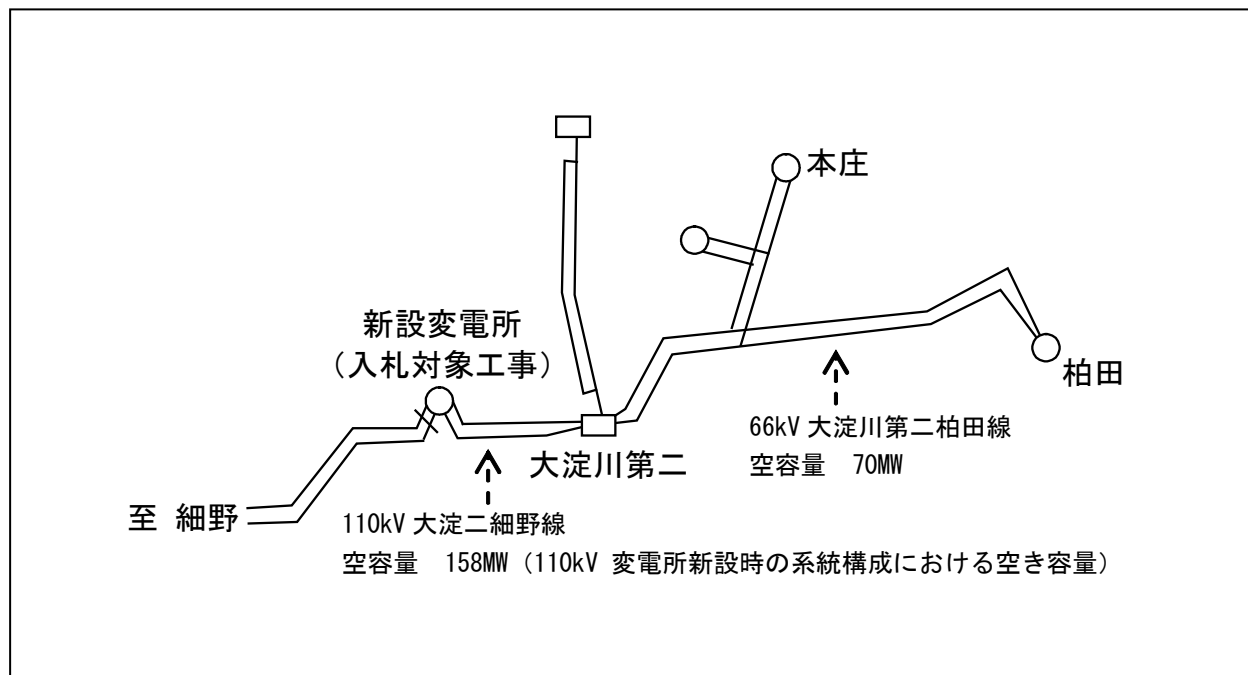 本庄
新設変電所
（入札対象工事）
柏田
66kV 大淀川第二柏田線
空容量　70MW
大淀川第二
至 細野
110kV 大淀二細野線
空容量　158MW（110kV 変電所新設時の系統構成における空き容量）